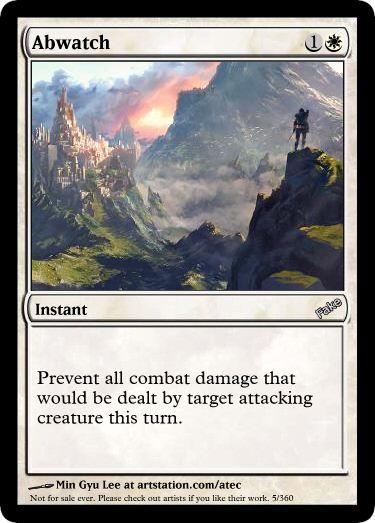 Abwatch 1
Instant
Fake
Prevent all combat damage that
would be dealt by target attacking
creature this turn.
Min Gyu Lee at artstation.com/atec
Not for sale ever. Please check out artists if you like their work. 5/360